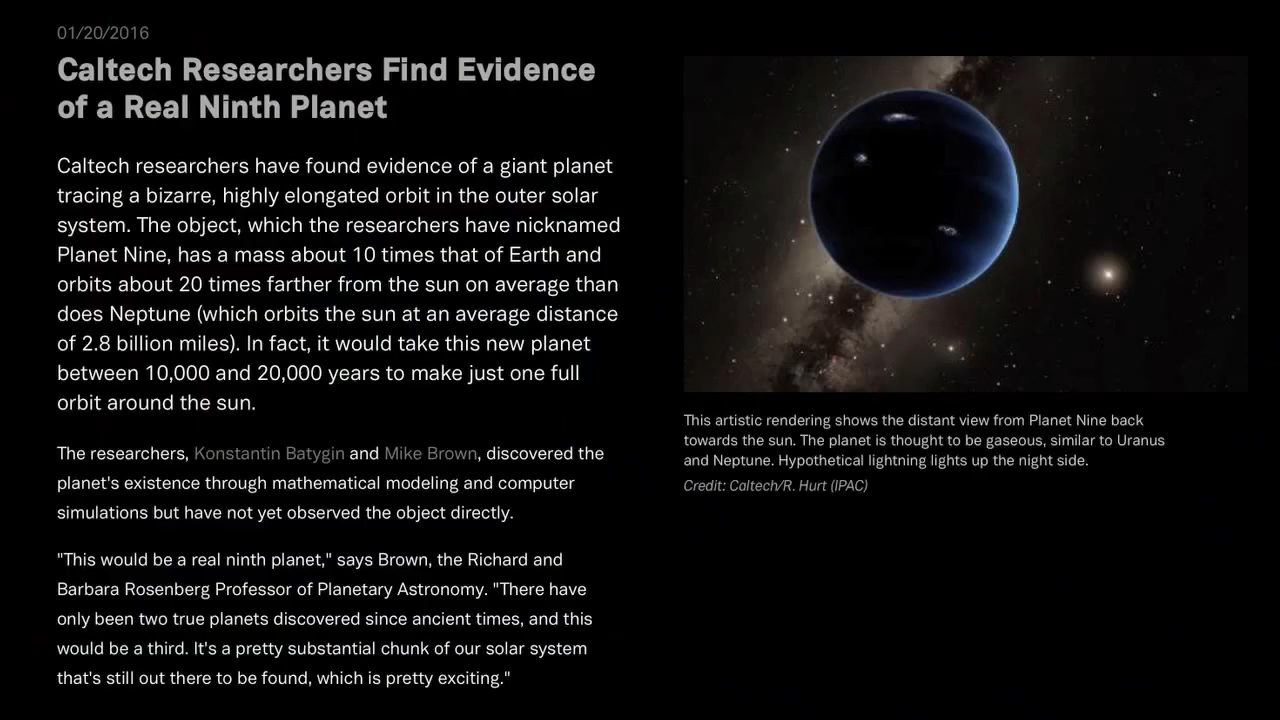 01/20/2016
Caltech Researchers Find Evidence
of a Real Ninth Planet
Caltech researchers have found evidence of a giant planet
tracing a bizarre, highly elongated orbit in the outer solar
system. The object, which the researchers have nicknamed
Planet Nine, has a mass about 10 times that of Earth and
orbits about 20 times farther from the sun on average than
does Neptune (which orbits the sun at an average distance
of 2.8 billion miles). In fact, it would take this new planet
between 10,000 and 20,000 years to make just one full
orbit around the sun.
The researchers, Konstantin Batygin and Mike Brown, discovered the
planet's existence through mathematical modeling and computer
simulations but have not yet observed the object directly.
"This would be a real ninth planet," says Brown, the Richard and
Barbara Rosenberg Professor of Planetary Astronomy. "There have
only been two true planets discovered since ancient times, and this
would be a third. It's a pretty substantial chunk of our solar system
that's still out there to be found, which is pretty exciting."
This artistic rendering shows the distant view from Planet Nine back
towards the sun. The planet is thought to be gaseous, similar to Uranus
and Neptune. Hypothetical lightning lights up the night side.
Credit: Caltech/R. Hurt (IPAC)